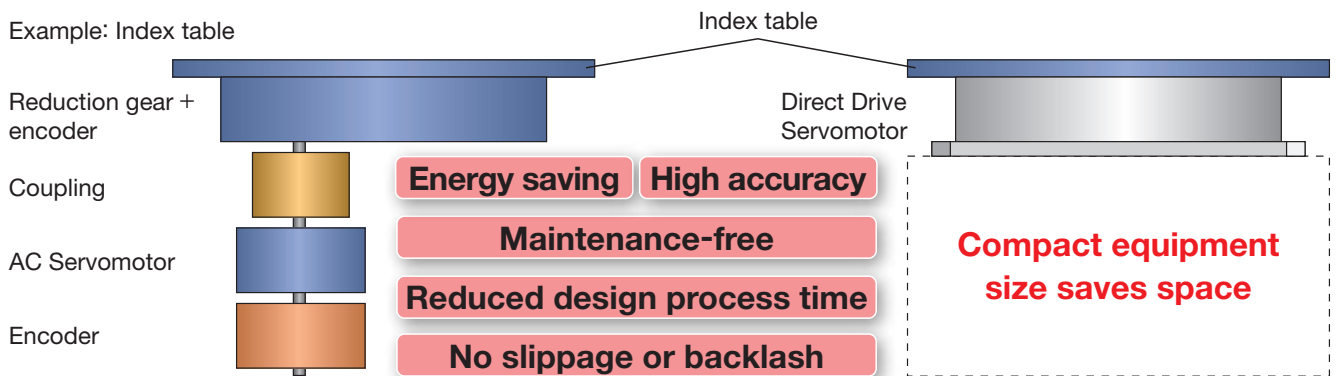 Example: Index table
Index table
Reduction gear +
encoder
Direct Drive
Servomotor
Coupling
AC Servomotor
Encoder
Energy saving
High accuracy
Maintenance-free
Reduced design process time
No slippage or backlash
Compact equipment
size saves space